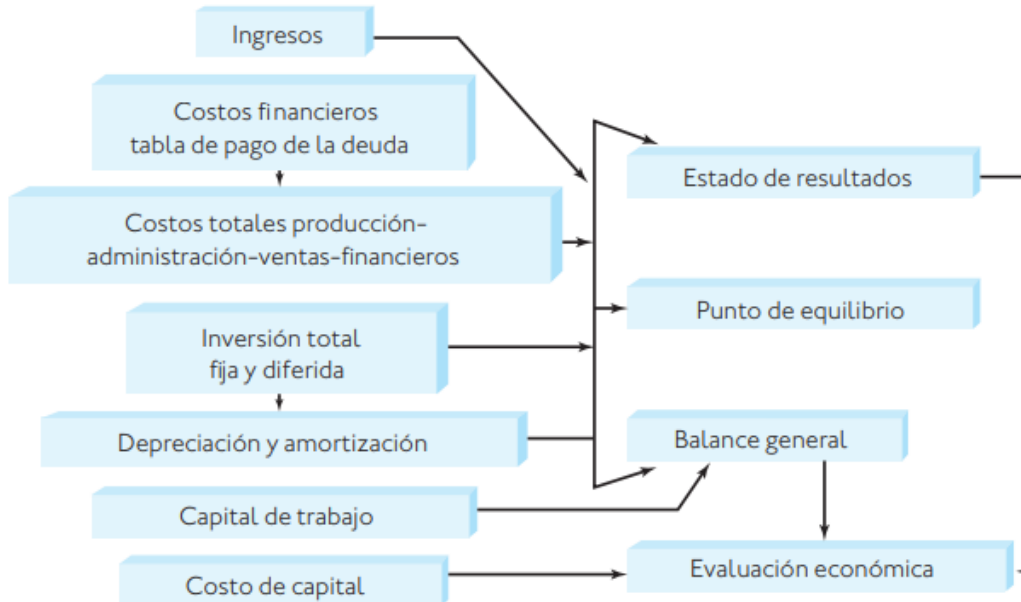 Ingresos
Costos financieros
tabla de pago de la deuda
Costos totales producción-
administración-ventas-financieros
Inversión total
fija y diferida
Depreciación y amortización
Capital de trabajo
Costo de capital
Estado de resultados
Punto de equilibrio
Balance general
Evaluación económica